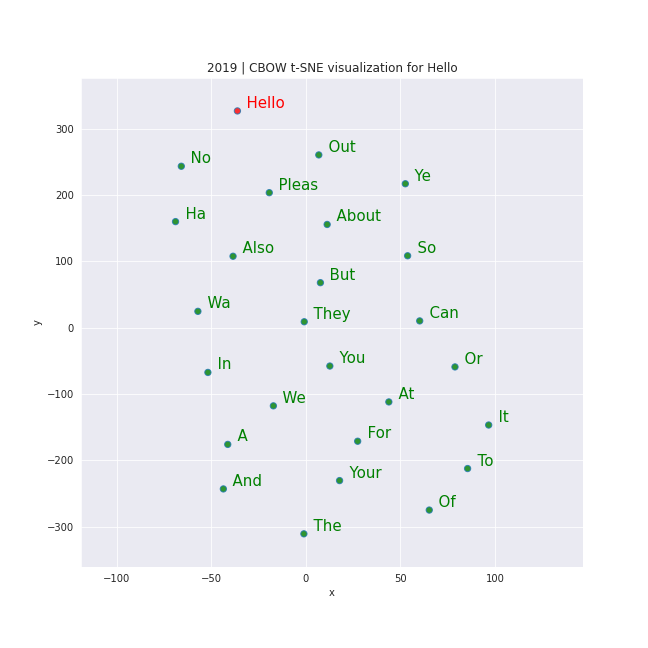 2019 | CBOW t-SNE visualization for Hello
Hello
300
Out
No
Ye
Pleas
200
Ha
About
Also
So
100
But
Wa
Can
They
0
You
In
Or
At
−100
We
It
For
A
To
−200
Your
And
Of
The
−300
−100
−50
0
50
100
x
y